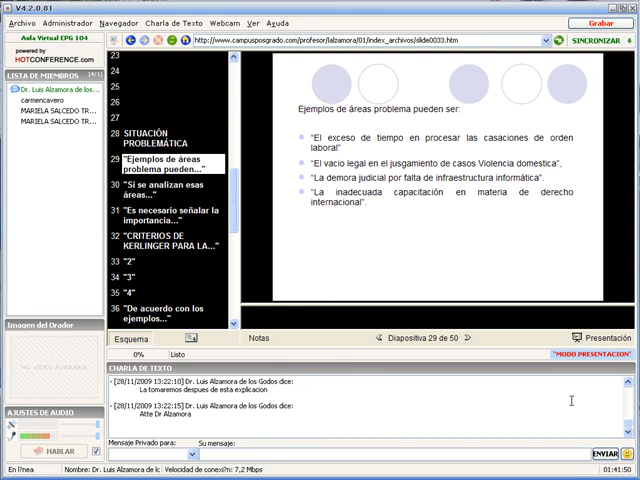 V4.2.0.81
Archivo Administrador Navegador Charla de Texto Webcam Ver Ayuda
Grabar
Aula Virtual EPG 104
powered by
HOTCONFERENCE.com
http://www.campusposgrado.com/profesor/lalzamora/01/index_archivos/slide0033.htm
SINCRONIZAR
LISTA DE MIEMBROS [4/1]
Dr. Luis Alzamora de los...
carmencavero
MARIELA SALCEDO TR...
MARIELA SALCEDO TR...
23
24
25
26
27
28 SITUACIÓN
PROBLEMÁTICA
29 "Ejemplos de áreas
problema pueden..."
30 "Si se analizan esas
áreas..."
31 "Es necesario señalar la
importancia..."
32 "CRITERIOS DE
KERLINGER PARA LA..."
33 "2"
34 "3"
35 "4"
36 "De acuerdo con los
ejemplos..."
Ejemplos de áreas problema pueden ser:
"El exceso de tiempo en procesar las casaciones de orden
laboral"
"El vacio legal en el jusgamiento de casos Violencia domestica",
"La demora judicial por falta de infraestructura informática".
"La inadecuada capacitación en materia de derecho
internacional".
Imagen del Orador
NO VIDEO AVAILABLE
AJUSTES DE AUDIO
HABLAR
Esquema
Notas
Diapositiva 29 de 50
Presentación
0% Listo
"MODO PRESENTACION"
CHARLA DE TEXTO
- [28/11/2009 13:22:10] Dr. Luis Alzamora de los Godos dice:
La tomaremos despues de esta explicacion
- [28/11/2009 13:22:15] Dr. Luis Alzamora de los Godos dice:
Atte Dr Alzamora
Mensaje Privado para: Su mensaje:
ENVIAR
En l?nea Nombre: Dr. Luis Alzamora de lo Velocidad de conexi?n: 7,2 Mbps 01:41:50